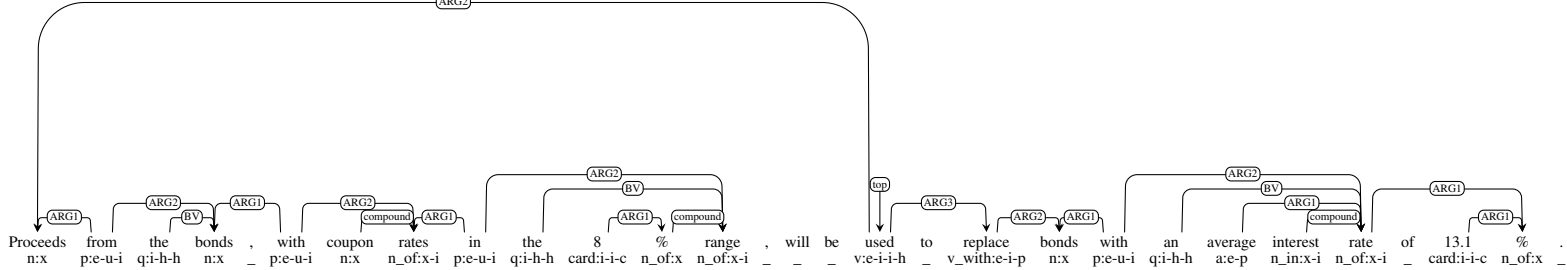 ARG2
ARG2 BV ARG2 top ARG2 BV ARG1
ARG1 ARG2 BV ARG1 ARG2 compound ARG1 ARG1 compound ARG3 ARG2 ARG1 ARG1 compound ARG1
Proceeds from the bonds , with coupon rates in the 8 % range , will be used to replace bonds with an average interest rate of 13.1 % .
n:x p:e-u-i q:i-h-h n:x _ p:e-u-i n:x n_of:x-i p:e-u-i q:i-h-h card:i-i-c n_of:x n_of:x-i _ _ _ v:e-i-i-h _ v_with:e-i-p n:x p:e-u-i q:i-h-h a:e-p n_in:x-i n_of:x-i _ card:i-i-c n_of:x _